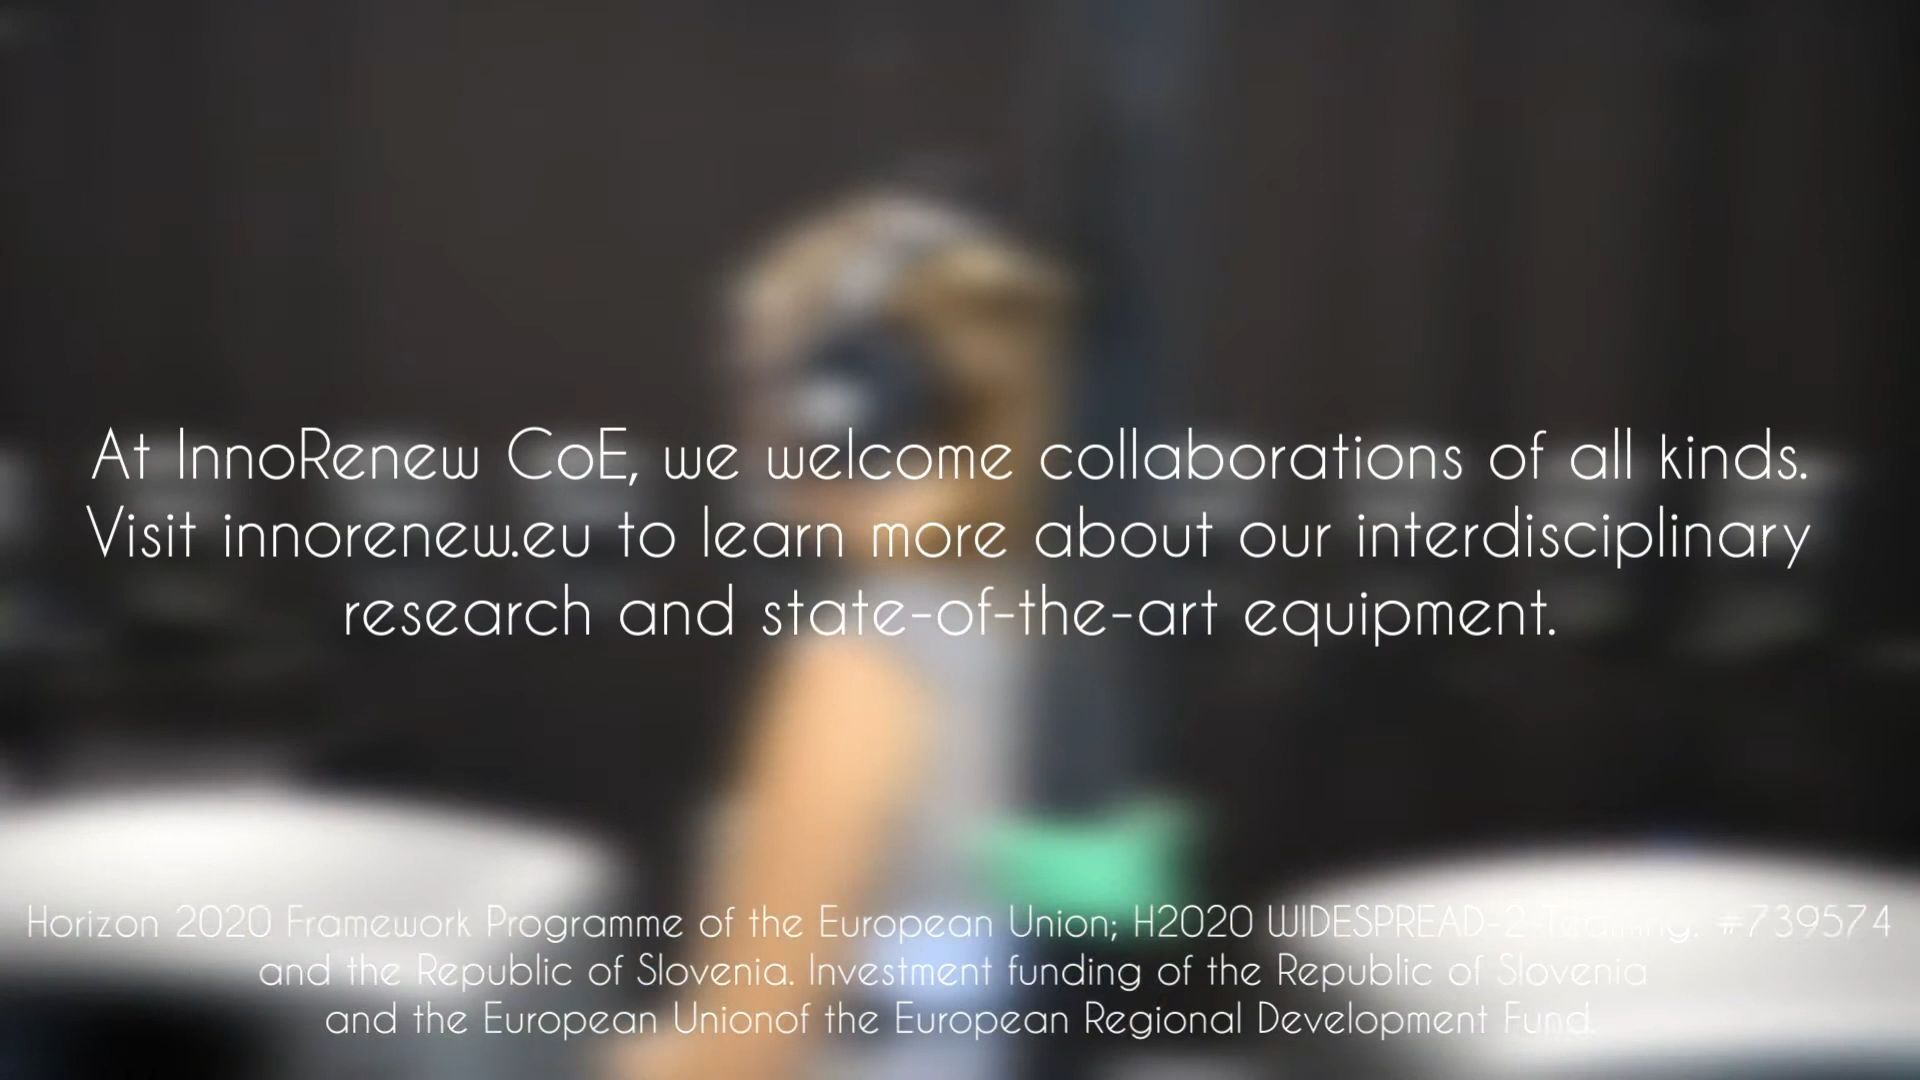 At InnoRenew CoE, we welcome collaborations of all kinds.
Visit innorenew.eu to learn more about our interdisciplinary
research and state-of-the-art equipment.
Horizon 2020 Framework Programme of the European Union; H2020 WIDESPREAD-2-Teaming: #739574
and the Republic of Slovenia. Investment funding of the Republic of Slovenia
and the European Unionof the European Regional Development Fund.